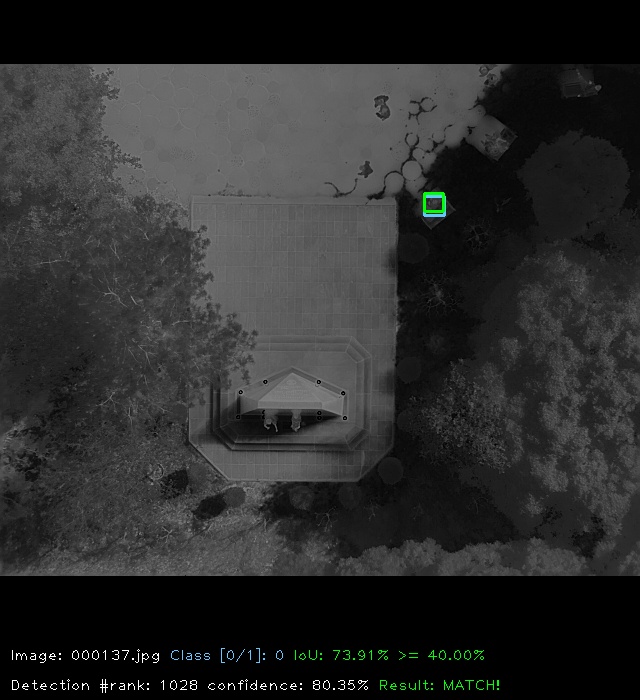 Image: 000137.jpg Class [0/1]: 0 IoU: 73.91% >= 40.00%
Detection #rank: 1028 confidence: 80.35% Result: MATCH!